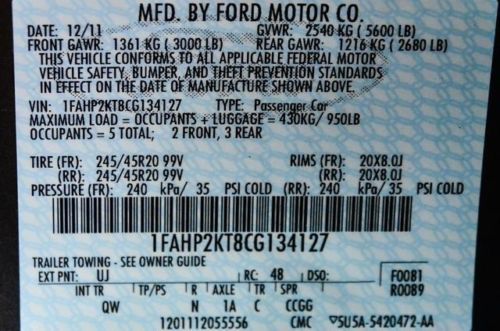 MFD. BY FORD MOTOR CO.
DATE: 12/11 GVWR: 2540 KG ( 5600 LB)
FRONT GAWR: 1361 KG ( 3000 LB) REAR GAWR: 1216 KG ( 2680 LB)
THIS VEHICLE CONFORMS TO ALL APPLICABLE FEDERAL MOTOR
VEHICLE SAFETY, BUMPER, AND THEFT PREVENTION STANDARDS
IN EFFECT ON THE DATE OF MANUFACTURE SHOWN ABOVE.
VIN: 1FAHP2KT8CG134127 TYPE: Passenger Car
MAXIMUM LOAD = OCCUPANTS + LUGGAGE = 430KG/ 950LB
OCCUPANTS = 5 TOTAL; 2 FRONT, 3 REAR
TIRE (FR): 245/45R20 99V RIMS (FR): 20X8.0J
(RR): 245/45R20 99V (RR): 20X8.0J
PRESSURE (FR): 240 kPa/ 35 PSI COLD (RR): 240 kPa/ 35 PSI COLD
1FAHP2KT8CG134127
TRAILER TOWING - SEE OWNER GUIDE
EXT PNT: UJ RC: 48 DSO: F0081
INT TR TP/PS R AXLE TR SPR R0089
QW N 1A C CCGG
1201112055556 CMC ▽5U5A-5420472-AA